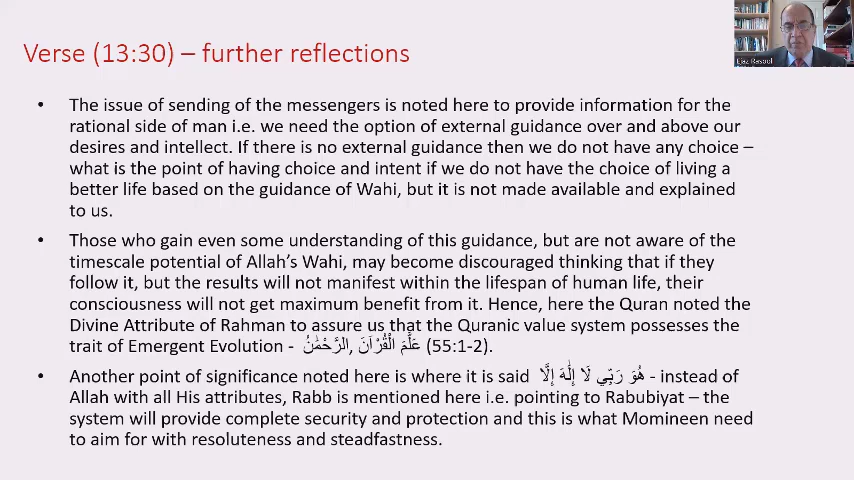 Verse (13:30) – further reflections
Ejaz Rasool
• The issue of sending of the messengers is noted here to provide information for the
rational side of man i.e. we need the option of external guidance over and above our
desires and intellect. If there is no external guidance then we do not have any choice –
what is the point of having choice and intent if we do not have the choice of living a
better life based on the guidance of Wahi, but it is not made available and explained
to us.
• Those who gain even some understanding of this guidance, but are not aware of the
timescale potential of Allah’s Wahi, may become discouraged thinking that if they
follow it, but the results will not manifest within the lifespan of human life, their
consciousness will not get maximum benefit from it. Hence, here the Quran noted the
Divine Attribute of Rahman to assure us that the Quranic value system possesses the
trait of Emergent Evolution - الرَّحْمَٰنُ, عَلَّمَ الْقُرْآنَ (55:1-2).
• Another point of significance noted here is where it is said هُوَ رَبِّي لَا إِلَٰهَ إِلَّا - instead of
Allah with all His attributes, Rabb is mentioned here i.e. pointing to Rabubiyat – the
system will provide complete security and protection and this is what Momineen need
to aim for with resoluteness and steadfastness.